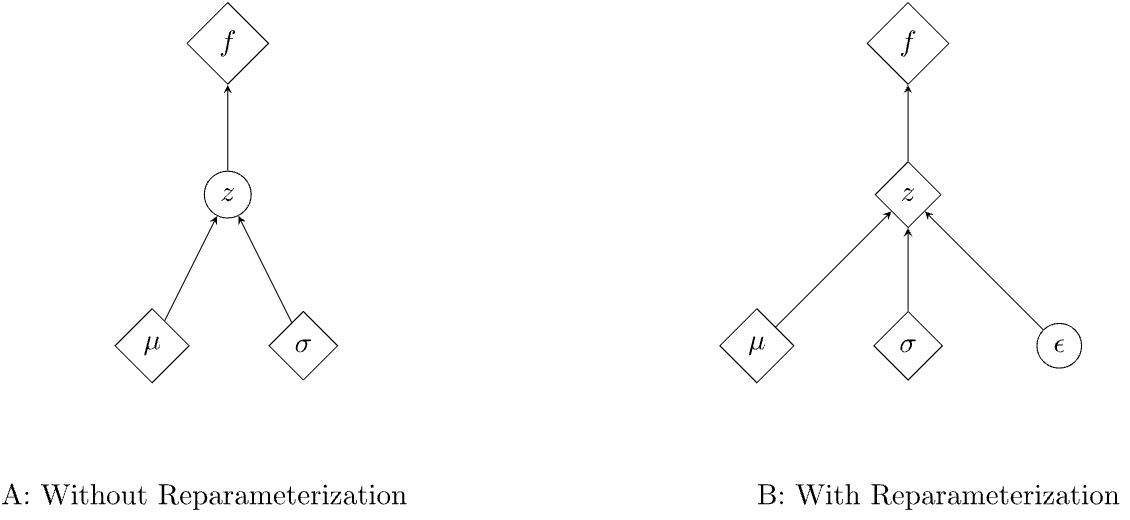 f f
z z
μ σ μ σ ϵ
A: Without Reparameterization B: With Reparameterization